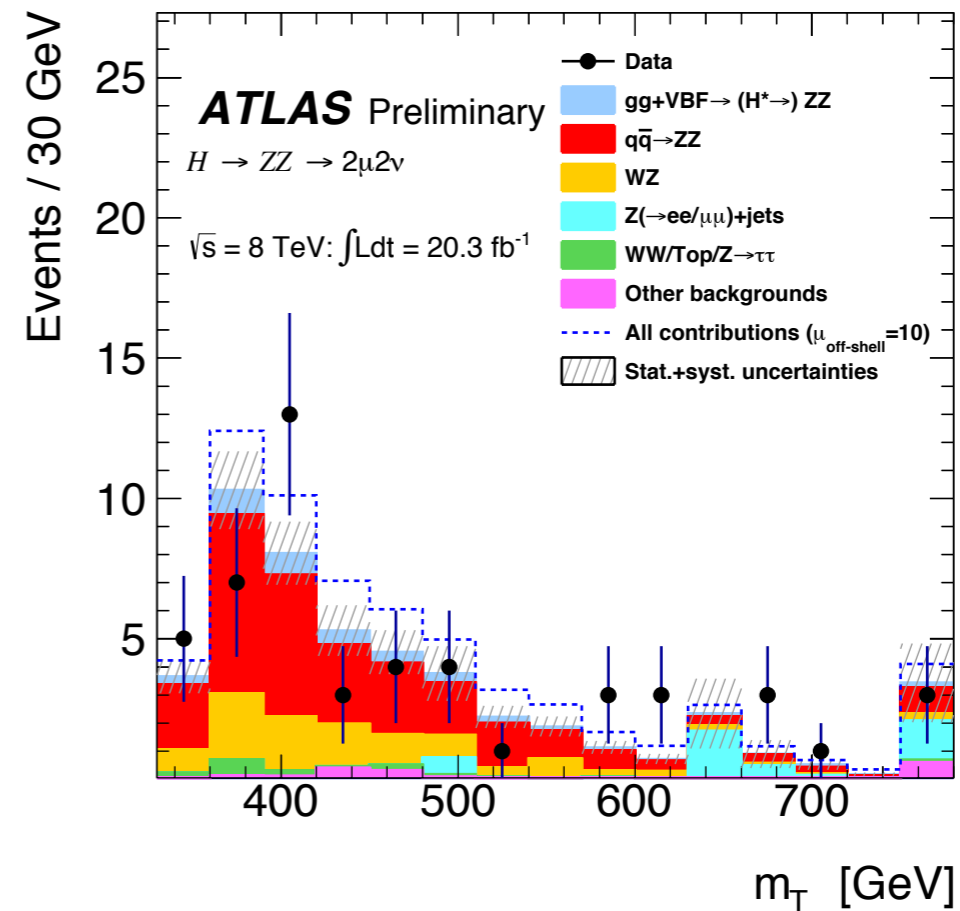 Events / 30 GeV
25
20
15
10
5
ATLAS Preliminary
H → ZZ → 2μ2ν
√s = 8 TeV: ∫Ldt = 20.3 fb⁻¹
Data
gg+VBF→ (H*→) ZZ
qq̅→ZZ
WZ
Z(→ee/μμ)+jets
WW/Top/Z→ττ
Other backgrounds
All contributions (μ_off-shell=10)
Stat.+syst. uncertainties
400 500 600 700
m_T [GeV]